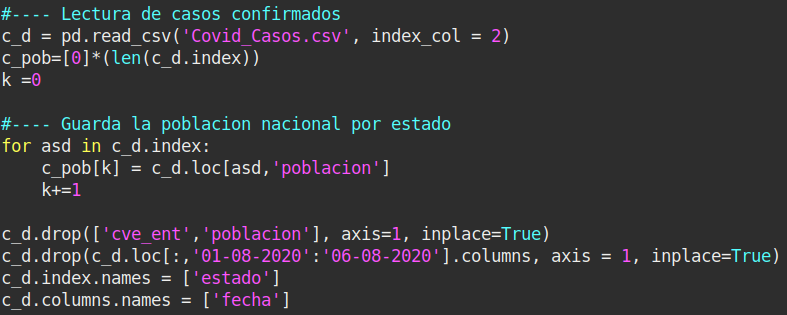 #---- Lectura de casos confirmados
c_d = pd.read_csv('Covid_Casos.csv', index_col = 2)
c_pob=[0]*(len(c_d.index))
k =0

#---- Guarda la poblacion nacional por estado
for asd in c_d.index:
    c_pob[k] = c_d.loc[asd,'poblacion']
    k+=1

c_d.drop(['cve_ent','poblacion'], axis=1, inplace=True)
c_d.drop(c_d.loc[:,'01-08-2020':'06-08-2020'].columns, axis = 1, inplace=True)
c_d.index.names = ['estado']
c_d.columns.names = ['fecha']